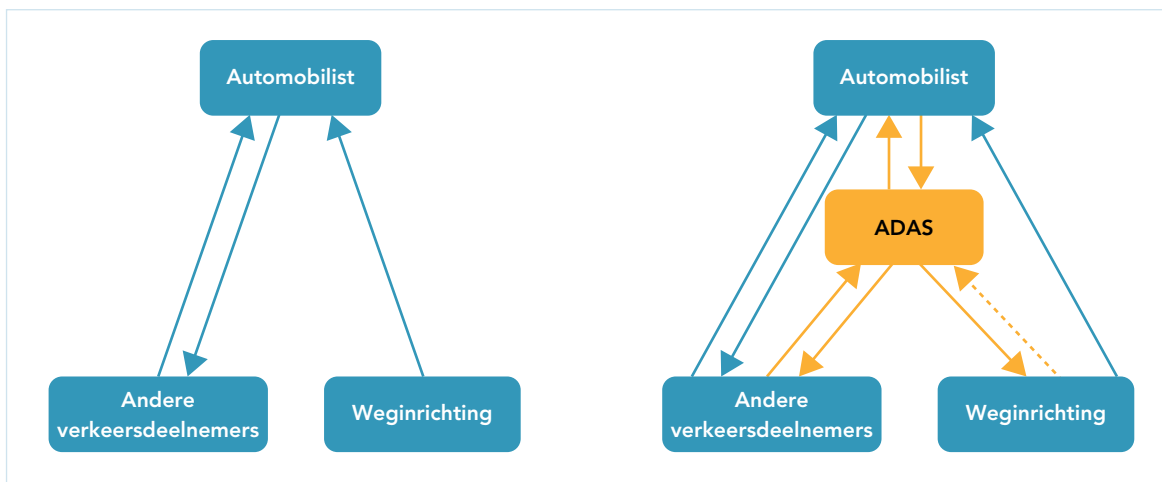 Automobilist
Andere
verkeersdeelnemers
Weginrichting
Automobilist
ADAS
Andere
verkeersdeelnemers
Weginrichting